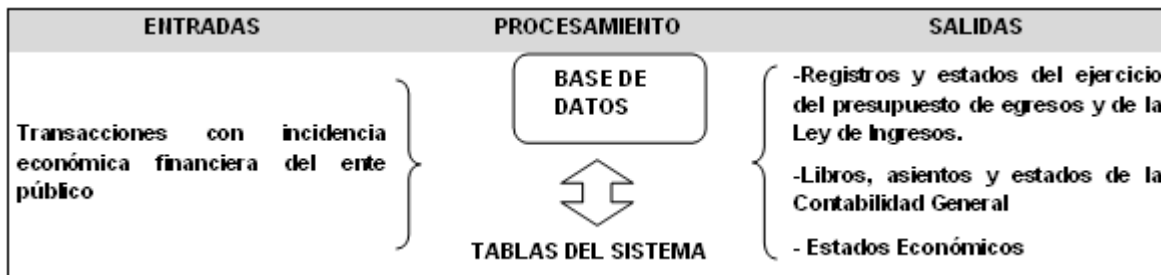 ENTRADAS PROCESAMIENTO SALIDAS
Transacciones con incidencia
económica financiera del ente
público
BASE DE
DATOS
TABLAS DEL SISTEMA
-Registros y estados del ejercicio
del presupuesto de egresos y de la
Ley de Ingresos.
-Libros, asientos y estados de la
Contabilidad General
- Estados Económicos